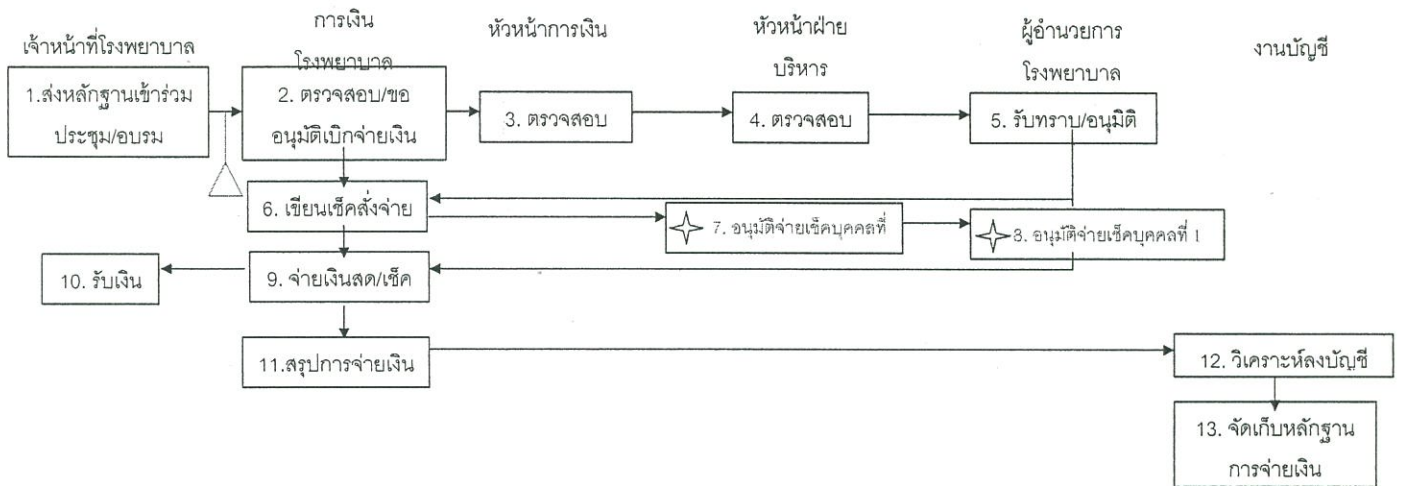 เจ้าหน้าที่โรงพยาบาล
การเงิน
โรงพยาบาล
หัวหน้าการเงิน
หัวหน้าฝ่าย
บริหาร
ผู้อำนวยการ
โรงพยาบาล
งานบัญชี
1.ส่งหลักฐานเข้าร่วม
ประชุม/อบรม
2. ตรวจสอบ/ขอ
อนุมัติเบิกจ่ายเงิน
3. ตรวจสอบ
4. ตรวจสอบ
5. รับทราบ/อนุมิติ
6. เขียนเช็คสั่งจ่าย
7. อนุมัติจ่ายเช็คบุคคลที่
8. อนุมัติจ่ายเช็คบุคคลที่ 1
9. จ่ายเงินสด/เช็ค
10. รับเงิน
11.สรุปการจ่ายเงิน
12. วิเคราะห์ลงบัญชี
13. จัดเก็บหลักฐาน
การจ่ายเงิน